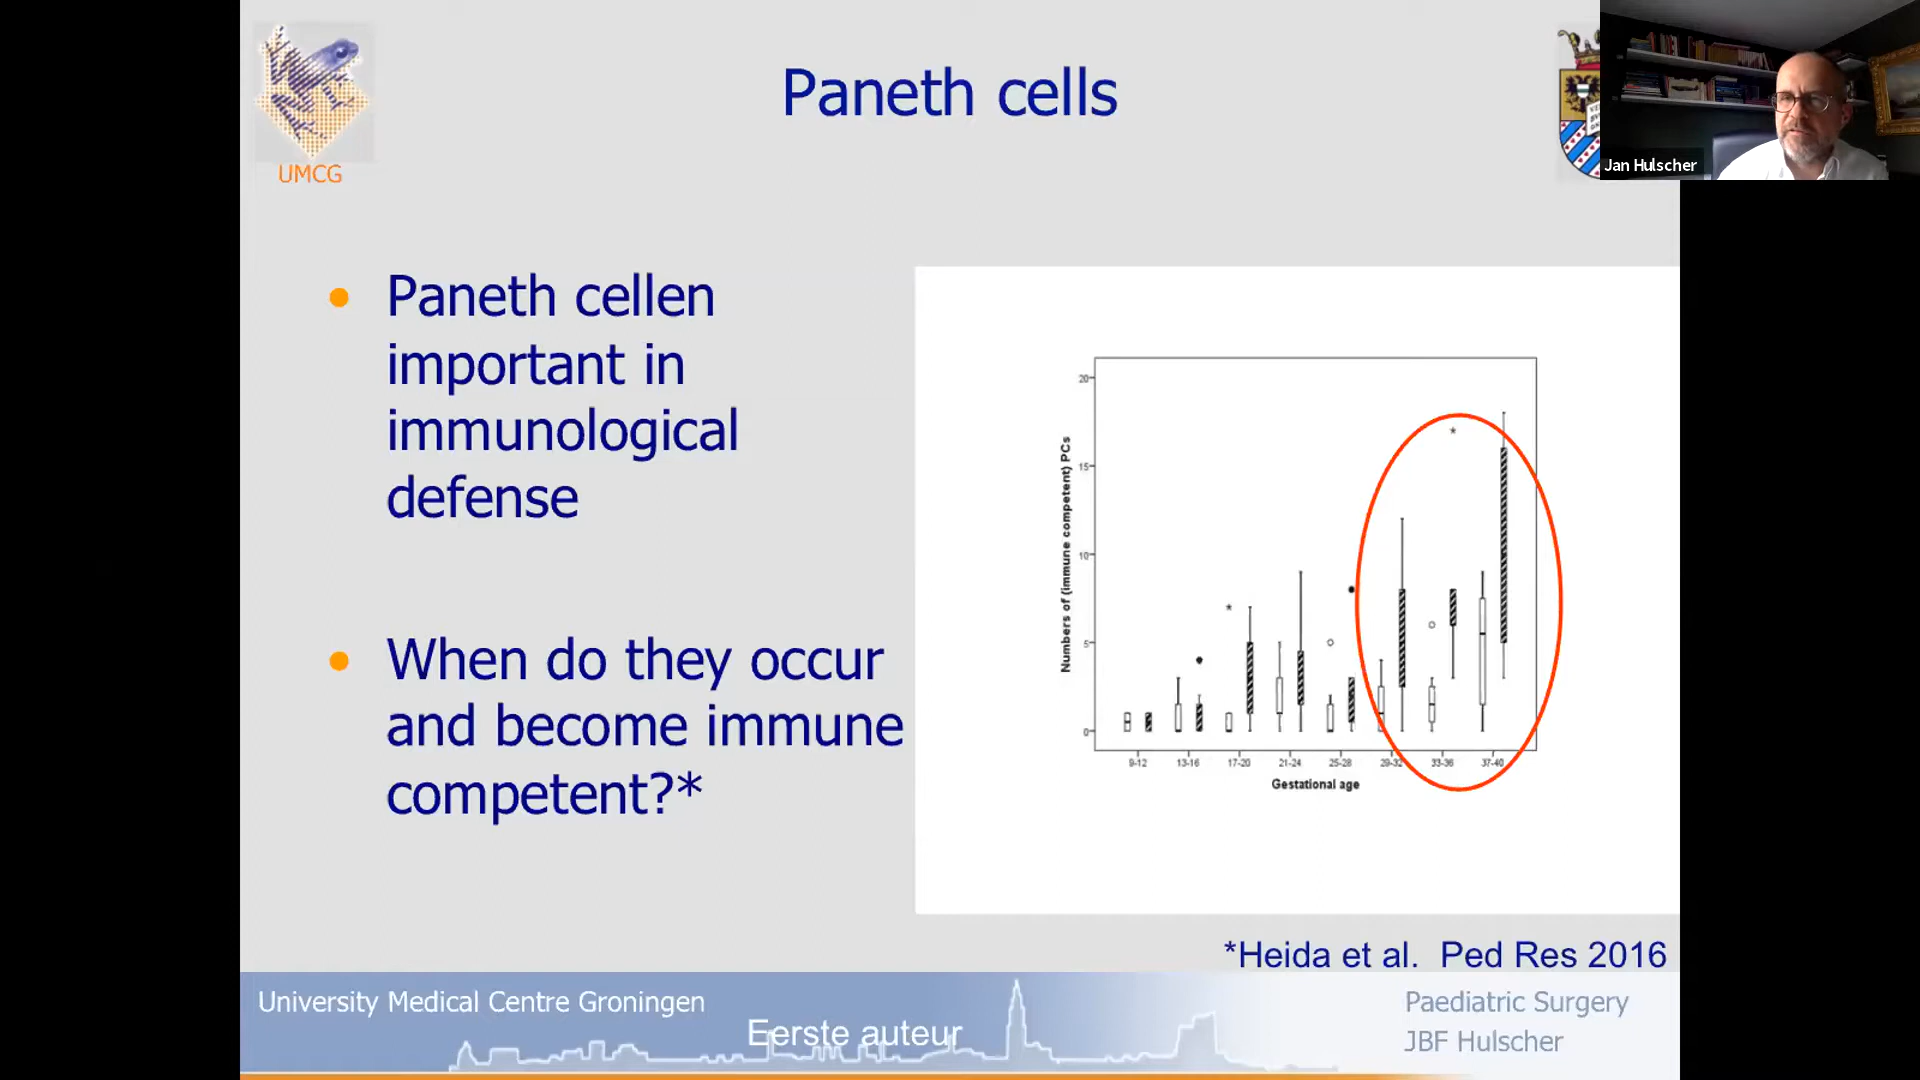 Paneth cells
UMCG
Jan Hulscher
Paneth cellen
important in
immunological
defense
When do they occur
and become immune
competent?*
Numbers of (immune competent) PCs
20
15
10
5
0
9-12 13-16 17-20 21-24 25-28 29-32 33-36 37-40
Gestational age
*Heida et al. Ped Res 2016
University Medical Centre Groningen
Eerste auteur
Paediatric Surgery
JBF Hulscher